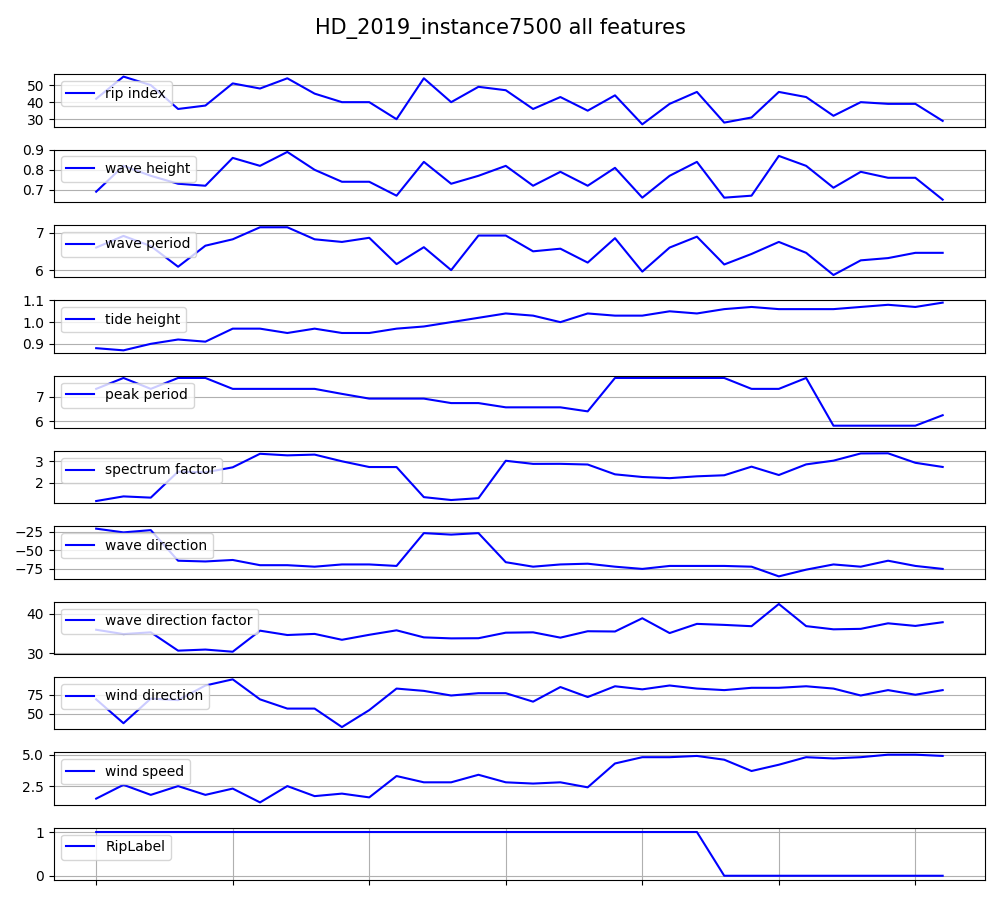 HD_2019_instance7500 all features
50
40
30
rip index
0.9
0.8
0.7
wave height
7
6
wave period
1.1
1.0
0.9
tide height
7
6
peak period
3
2
spectrum factor
−25
−50
−75
wave direction
40
30
wave direction factor
75
50
wind direction
5.0
2.5
wind speed
1
0
RipLabel